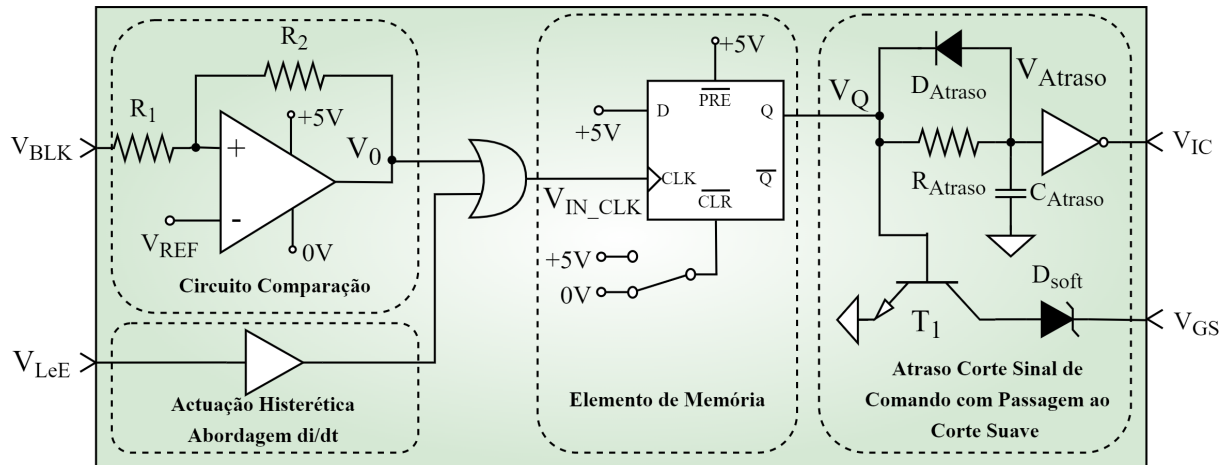 R2
R1
+5V
V0
+
-
VBLK
VREF
0V
Circuito Comparação
VLeE
Actuação Histerética
Abordagem di/dt
VIN_CLK
+5V
PRE
D
Q
+5V
CLK
Q
CLR
+5V
0V
Elemento de Memória
VQ
DAtraso
VAtraso
RAtraso
CAtraso
VIC
T1
Dsoft
VGS
Atraso Corte Sinal de
Comando com Passagem ao
Corte Suave